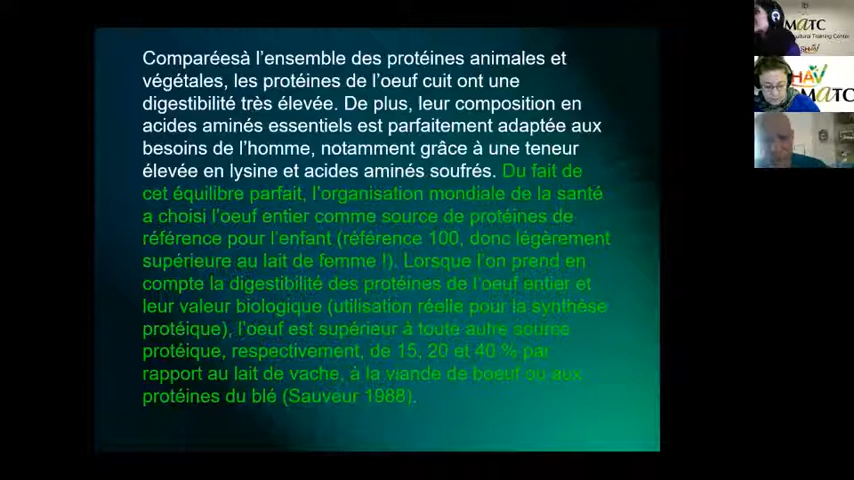 Comparéesà l'ensemble des protéines animales et
végétales, les protéines de l'oeuf cuit ont une
digestibilité très élevée. De plus, leur composition en
acides aminés essentiels est parfaitement adaptée aux
besoins de l'homme, notamment grâce à une teneur
élevée en lysine et acides aminés soufrés. Du fait de
cet équilibre parfait, l'organisation mondiale de la santé
a choisi l'oeuf entier comme source de protéines de
référence pour l'enfant (référence 100, donc légèrement
supérieure au lait de femme !). Lorsque l'on prend en
compte la digestibilité des protéines de l'oeuf entier et
leur valeur biologique (utilisation réelle pour la synthèse
protéique), l'oeuf est supérieur à toute autre source
protéique, respectivement, de 15, 20 et 40 % par
rapport au lait de vache, à la viande de boeuf ou aux
protéines du blé (Sauveur 1988).
MATC
cultural Training Center
HAV
MATC